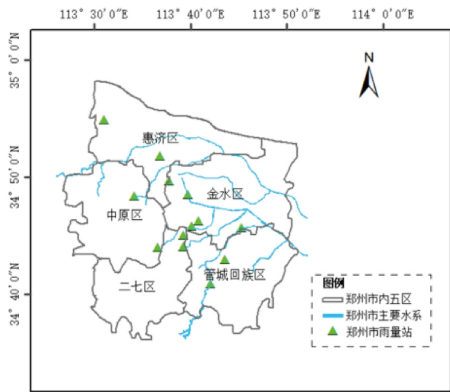 113° 30′ 0″E 113° 40′ 0″E 113° 50′ 0″E 114° 0′ 0″E
35° 0′ 0″N
N
惠济区
34° 50′ 0″N
金水区
中原区
管城回族区
二七区
34° 40′ 0″N
图例
郑州市内五区
郑州市主要水系
郑州市雨量站